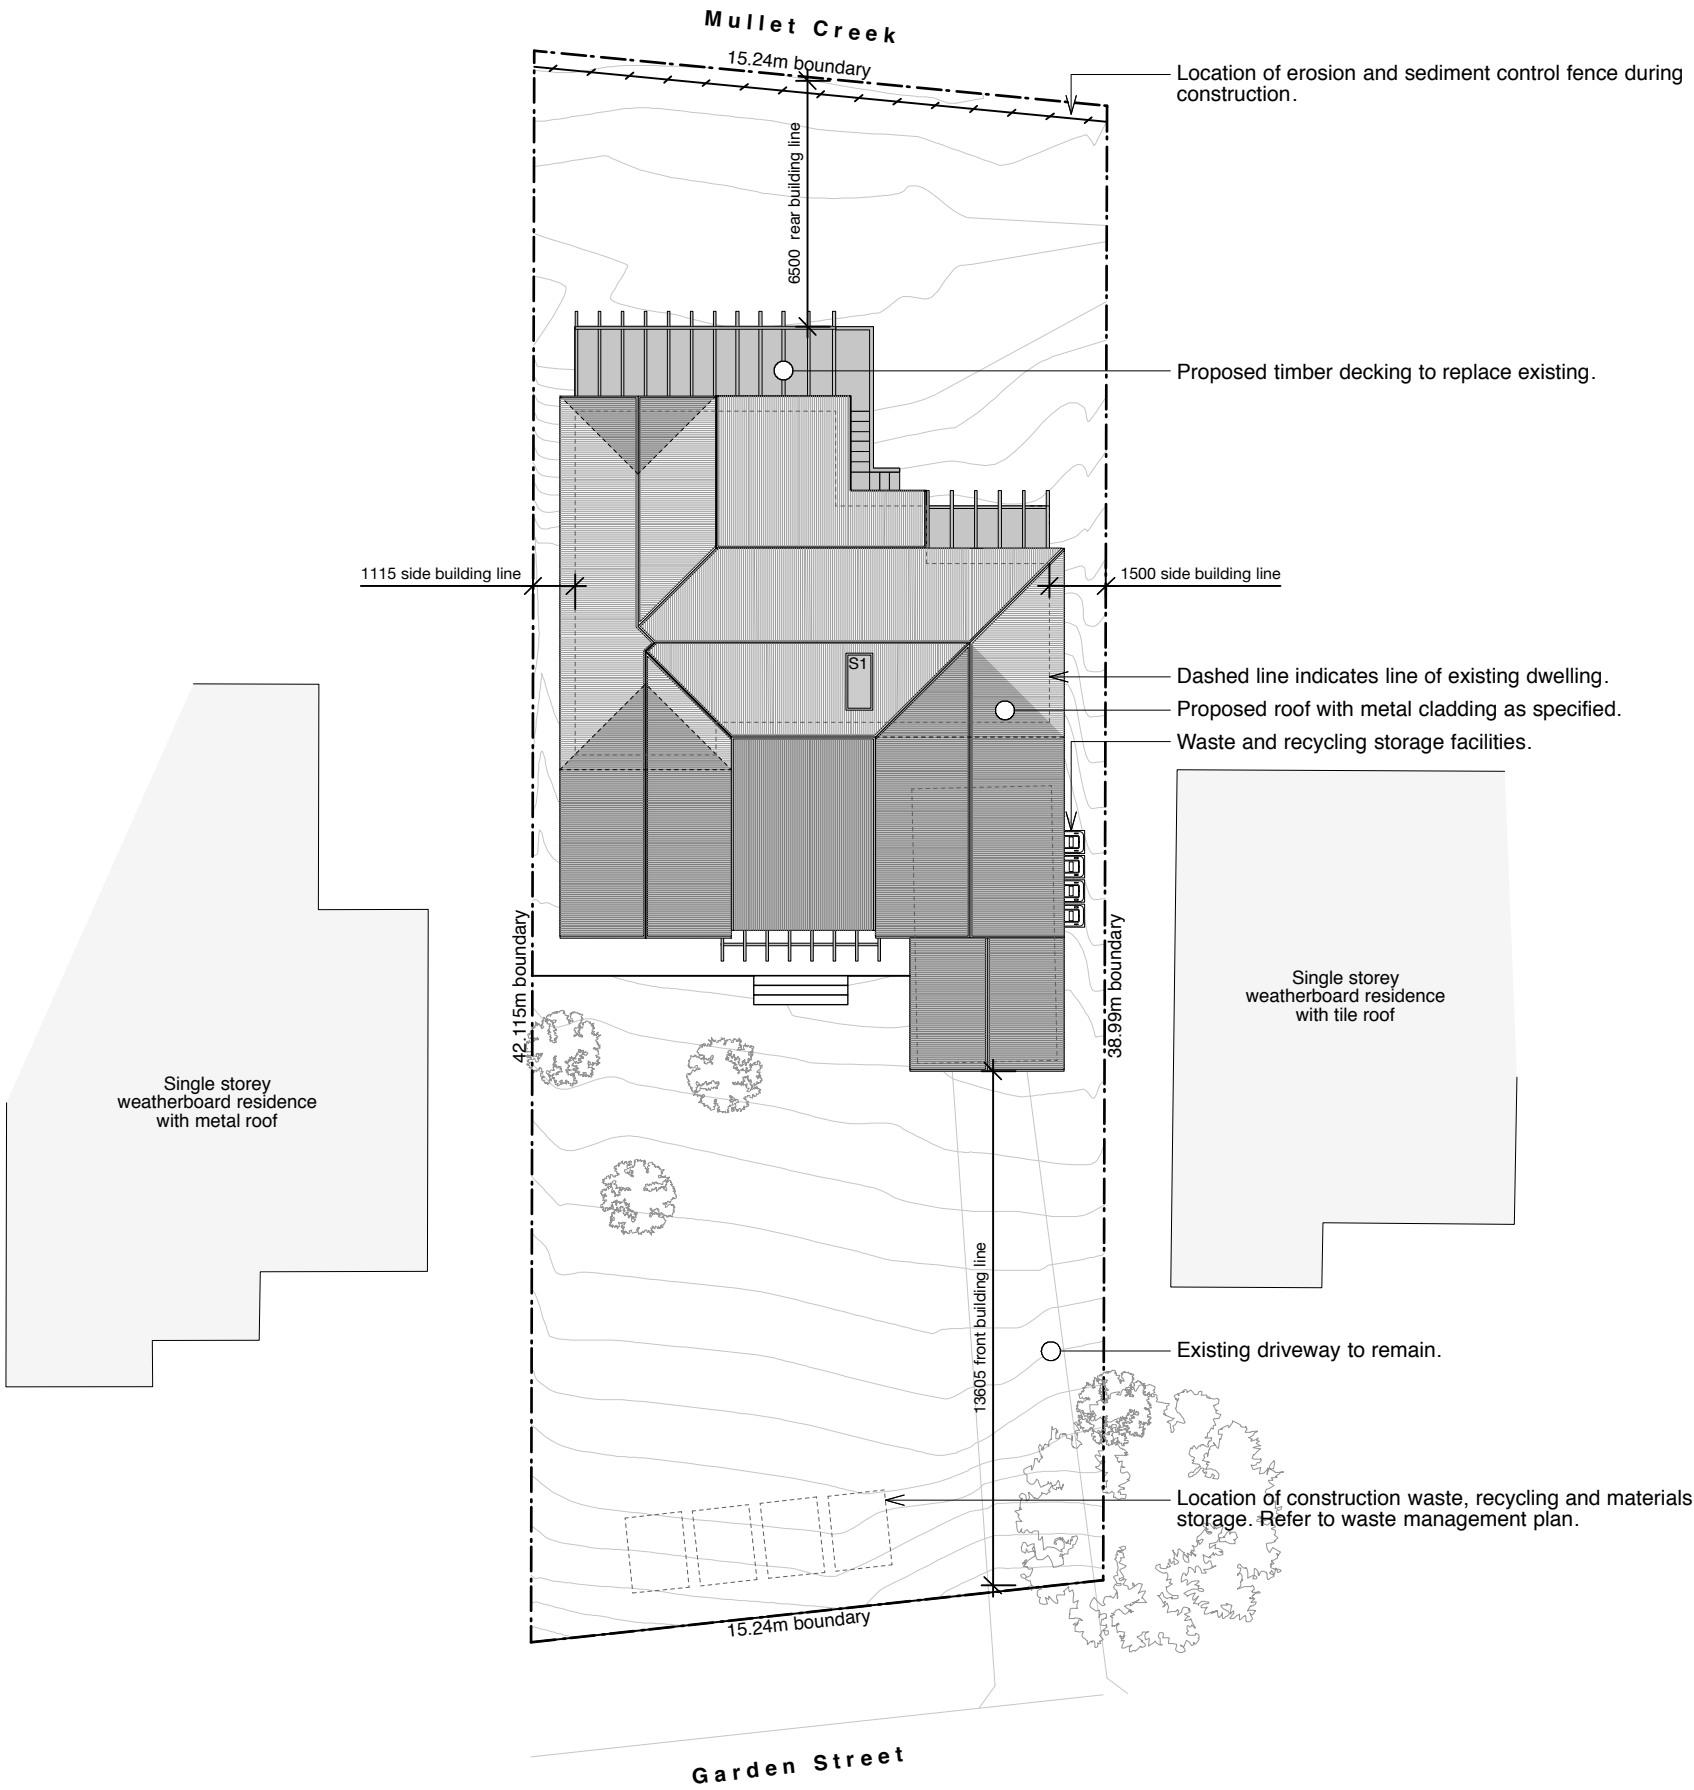 Mullet Creek
15.24m boundary
Location of erosion and sediment control fence during
construction.
6500 rear building line
Proposed timber decking to replace existing.
1115 side building line
1500 side building line
S1
Dashed line indicates line of existing dwelling.
Proposed roof with metal cladding as specified.
Waste and recycling storage facilities.
42.115m boundary
38.99m boundary
Single storey
weatherboard residence
with tile roof
Single storey
weatherboard residence
with metal roof
13605 front building line
Existing driveway to remain.
Location of construction waste, recycling and materials
storage. Refer to waste management plan.
15.24m boundary
Garden Street